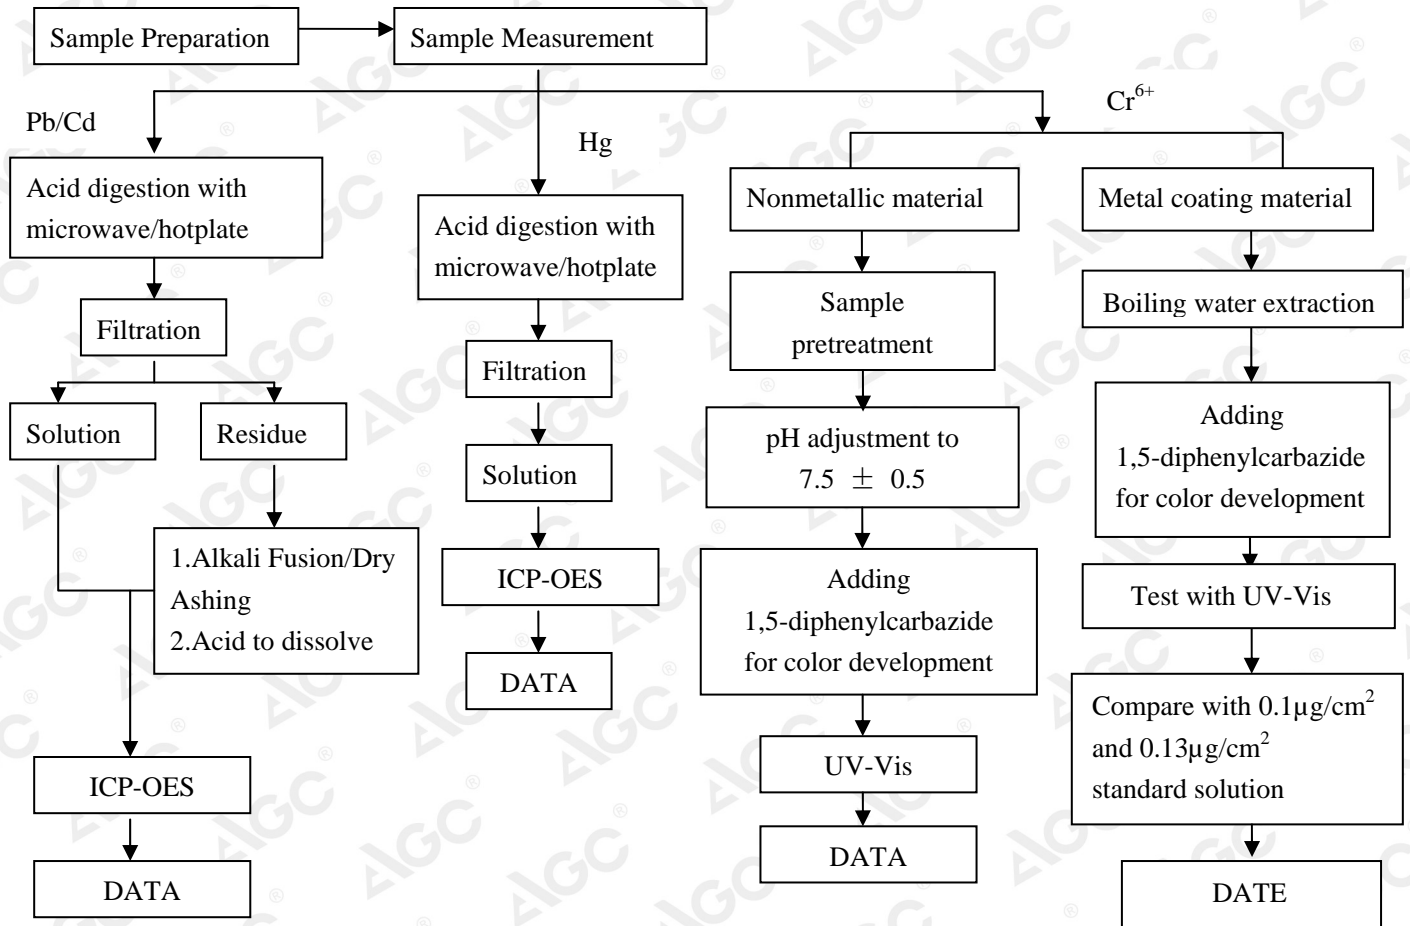 Sample Preparation
Sample Measurement
Pb/Cd
Acid digestion with
microwave/hotplate
Filtration
Solution
Residue
1.Alkali Fusion/Dry
Ashing
2.Acid to dissolve
ICP-OES
DATA
Hg
Acid digestion with
microwave/hotplate
Filtration
Solution
ICP-OES
DATA
Cr⁶⁺
Nonmetallic material
Sample
pretreatment
pH adjustment to
7.5 ± 0.5
Adding
1,5-diphenylcarbazide
for color development
UV-Vis
DATA
Metal coating material
Boiling water extraction
Adding
1,5-diphenylcarbazide
for color development
Test with UV-Vis
Compare with 0.1µg/cm²
and 0.13µg/cm²
standard solution
DATE
AGC®